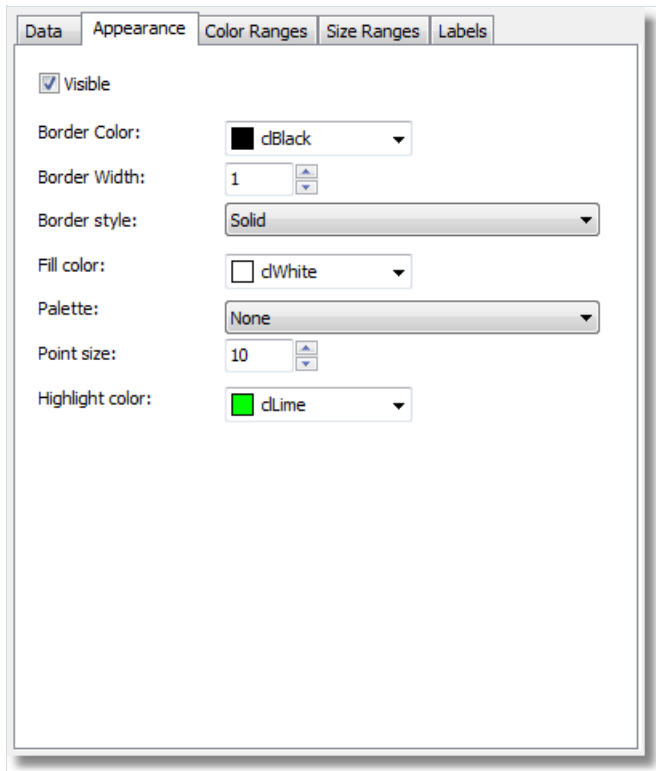 Data Appearance Color Ranges Size Ranges Labels
Visible
Border Color: clBlack
Border Width: 1
Border style: Solid
Fill color: clWhite
Palette: None
Point size: 10
Highlight color: clLime